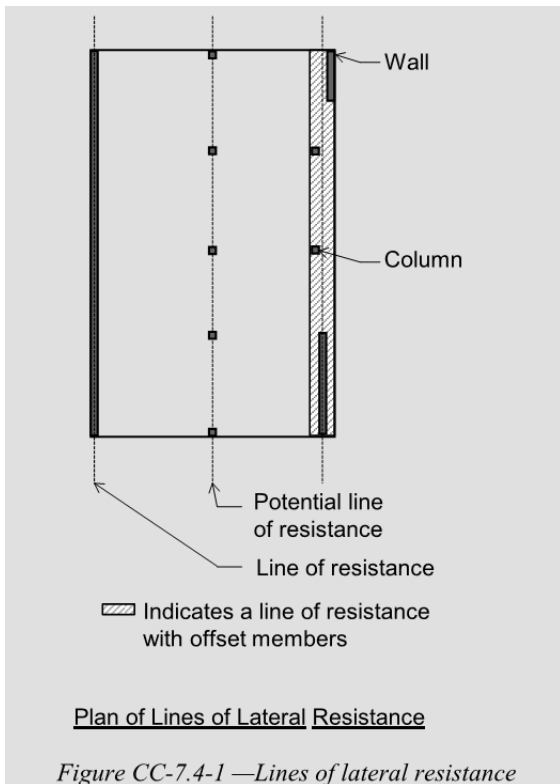 Wall
Column
Potential line
of resistance
Line of resistance
Indicates a line of resistance
with offset members
Plan of Lines of Lateral Resistance
Figure CC-7.4-1 —Lines of lateral resistance